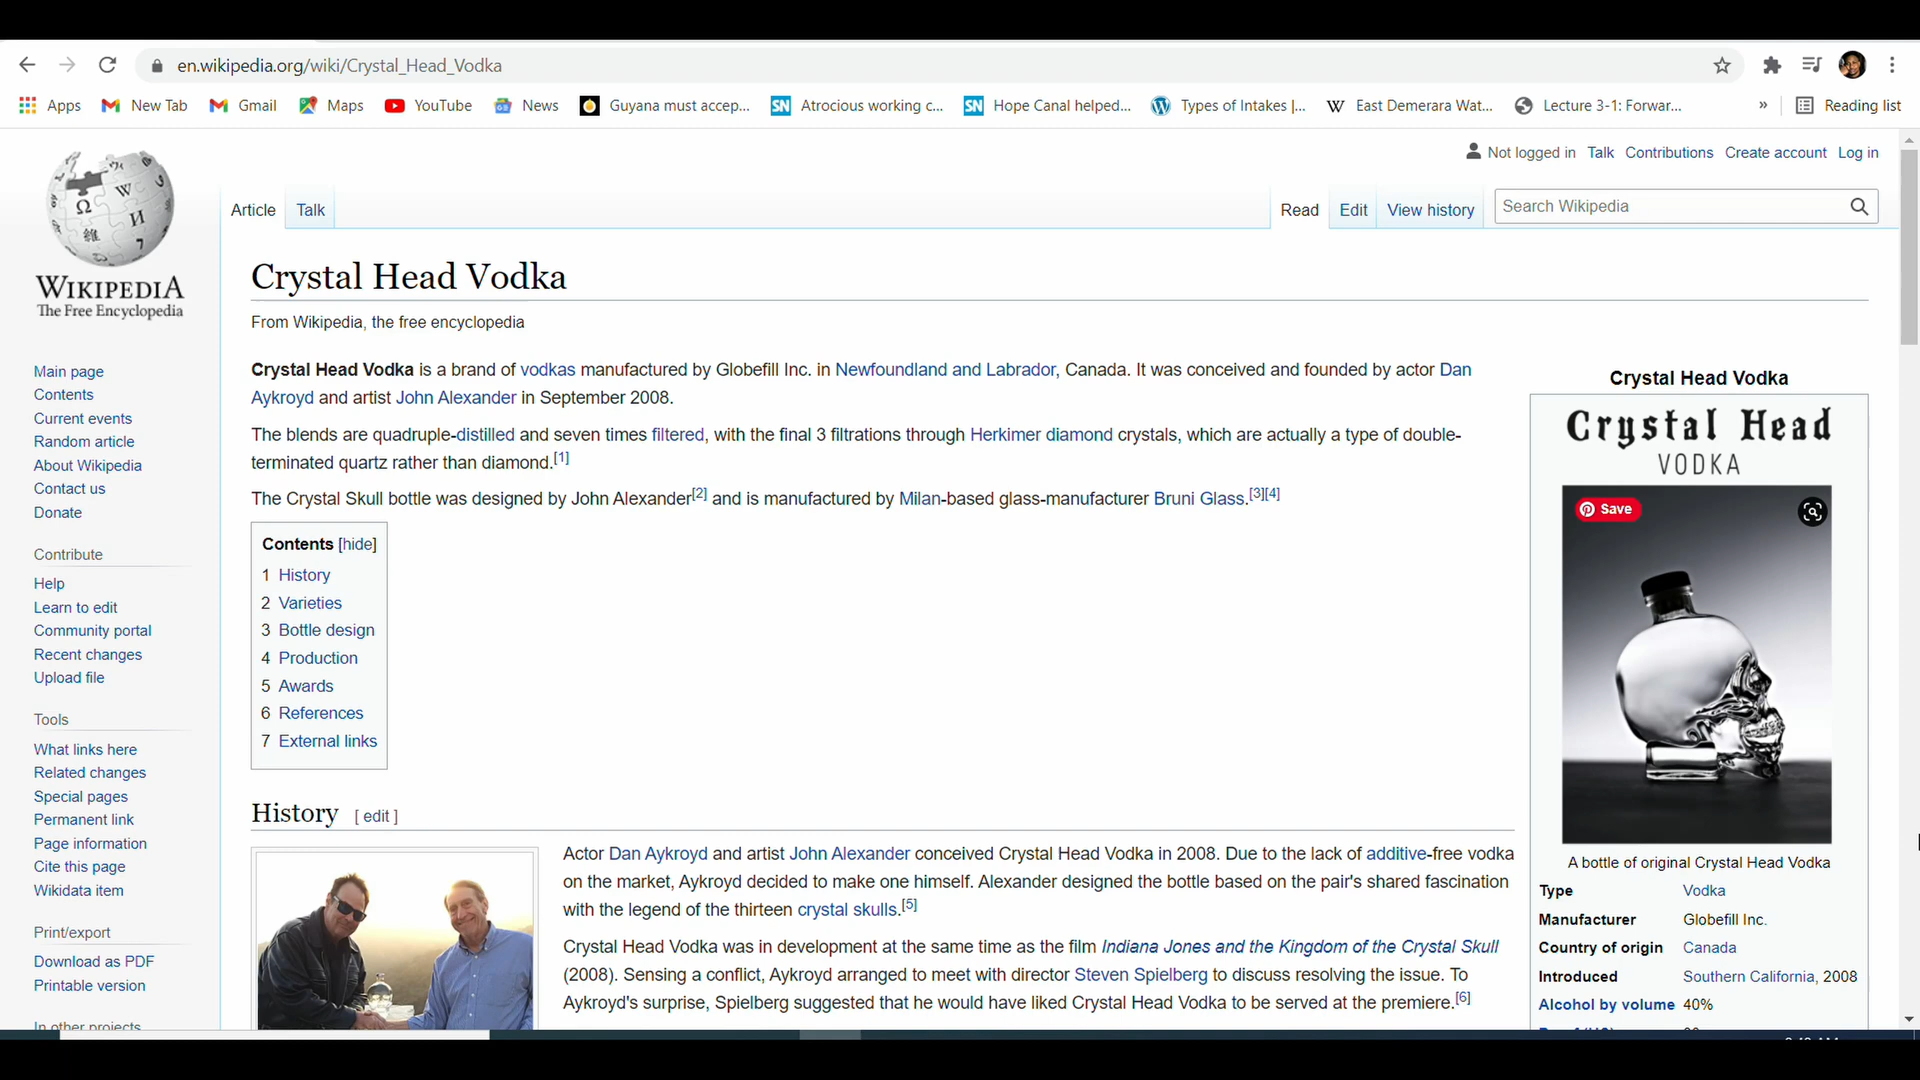 en.wikipedia.org/wiki/Crystal_Head_Vodka
Apps New Tab Gmail Maps YouTube News Guyana must accep... SN Atrocious working c... SN Hope Canal helped... Types of Intakes |... W East Demerara Wat... Lecture 3-1: Forwar... » Reading list
Not logged in Talk Contributions Create account Log in
Article Talk Read Edit View history Search Wikipedia
WIKIPEDIA
The Free Encyclopedia
Main page
Contents
Current events
Random article
About Wikipedia
Contact us
Donate
Contribute
Help
Learn to edit
Community portal
Recent changes
Upload file
Tools
What links here
Related changes
Special pages
Permanent link
Page information
Cite this page
Wikidata item
Print/export
Download as PDF
Printable version
In other projects
Crystal Head Vodka
From Wikipedia, the free encyclopedia
Crystal Head Vodka is a brand of vodkas manufactured by Globefill Inc. in Newfoundland and Labrador, Canada. It was conceived and founded by actor Dan
Aykroyd and artist John Alexander in September 2008.
The blends are quadruple-distilled and seven times filtered, with the final 3 filtrations through Herkimer diamond crystals, which are actually a type of double-
terminated quartz rather than diamond.[1]
The Crystal Skull bottle was designed by John Alexander[2] and is manufactured by Milan-based glass-manufacturer Bruni Glass.[3][4]
Contents [hide]
1 History
2 Varieties
3 Bottle design
4 Production
5 Awards
6 References
7 External links
History [ edit ]
Actor Dan Aykroyd and artist John Alexander conceived Crystal Head Vodka in 2008. Due to the lack of additive-free vodka
on the market, Aykroyd decided to make one himself. Alexander designed the bottle based on the pair's shared fascination
with the legend of the thirteen crystal skulls.[5]
Crystal Head Vodka was in development at the same time as the film Indiana Jones and the Kingdom of the Crystal Skull
(2008). Sensing a conflict, Aykroyd arranged to meet with director Steven Spielberg to discuss resolving the issue. To
Aykroyd's surprise, Spielberg suggested that he would have liked Crystal Head Vodka to be served at the premiere.[6]
Crystal Head Vodka
Crystal Head
VODKA
Save
A bottle of original Crystal Head Vodka
Type Vodka
Manufacturer Globefill Inc.
Country of origin Canada
Introduced Southern California, 2008
Alcohol by volume 40%